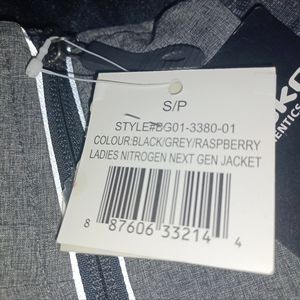 S/P
STYLE#BG01-3380-01
COLOUR:BLACK/GREY/RASPBERRY
LADIES NITROGEN NEXT GEN JACKET
8 87606 33214 4